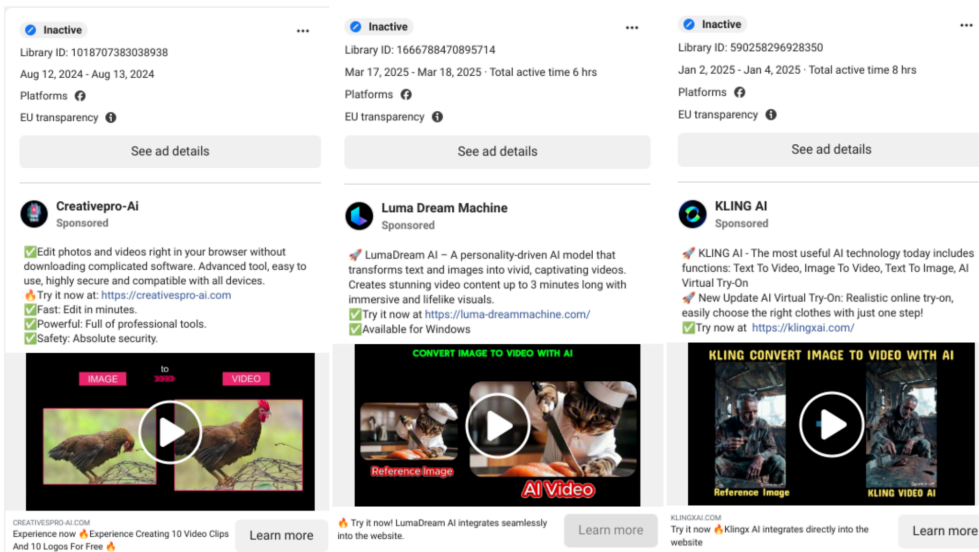 Inactive
Library ID: 1018707383038938
Aug 12, 2024 - Aug 13, 2024
Platforms
EU transparency
See ad details
Creativepro-Ai
Sponsored
✅Edit photos and videos right in your browser without
downloading complicated software. Advanced tool, easy to
use, highly secure and compatible with all devices.
🔥Try it now at: https://creativespro-ai.com
✅Fast: Edit in minutes.
✅Powerful: Full of professional tools.
✅Safety: Absolute security.
to
IMAGE
VIDEO
CREATIVESPRO-AI.COM
Experience now 🔥Experience Creating 10 Video Clips
And 10 Logos For Free 🔥
Learn more
Inactive
Library ID: 1666788470895714
Mar 17, 2025 - Mar 18, 2025 · Total active time 6 hrs
Platforms
EU transparency
See ad details
Luma Dream Machine
Sponsored
🚀 LumaDream AI – A personality-driven AI model that
transforms text and images into vivid, captivating videos.
Creates stunning video content up to 3 minutes long with
immersive and lifelike visuals.
✅Try it now at https://luma-dreammachine.com/
✅Available for Windows
CONVERT IMAGE TO VIDEO WITH AI
Reference Image
AI Video
🔥 Try it now! LumaDream AI integrates seamlessly
into the website.
Learn more
Inactive
Library ID: 590258296928350
Jan 2, 2025 - Jan 4, 2025 · Total active time 8 hrs
Platforms
EU transparency
See ad details
KLING AI
Sponsored
🚀 KLING AI - The most useful AI technology today includes
functions: Text To Video, Image To Video, Text To Image, AI
Virtual Try-On
🚀 New Update AI Virtual Try-On: Realistic online try-on,
easily choose the right clothes with just one step!
✅Try now at https://klingxai.com/
KLING CONVERT IMAGE TO VIDEO WITH AI
Reference Image
KLING VIDEO AI
KLINGXAI.COM
Try it now 🔥Klingx AI integrates directly into the
website
Learn more